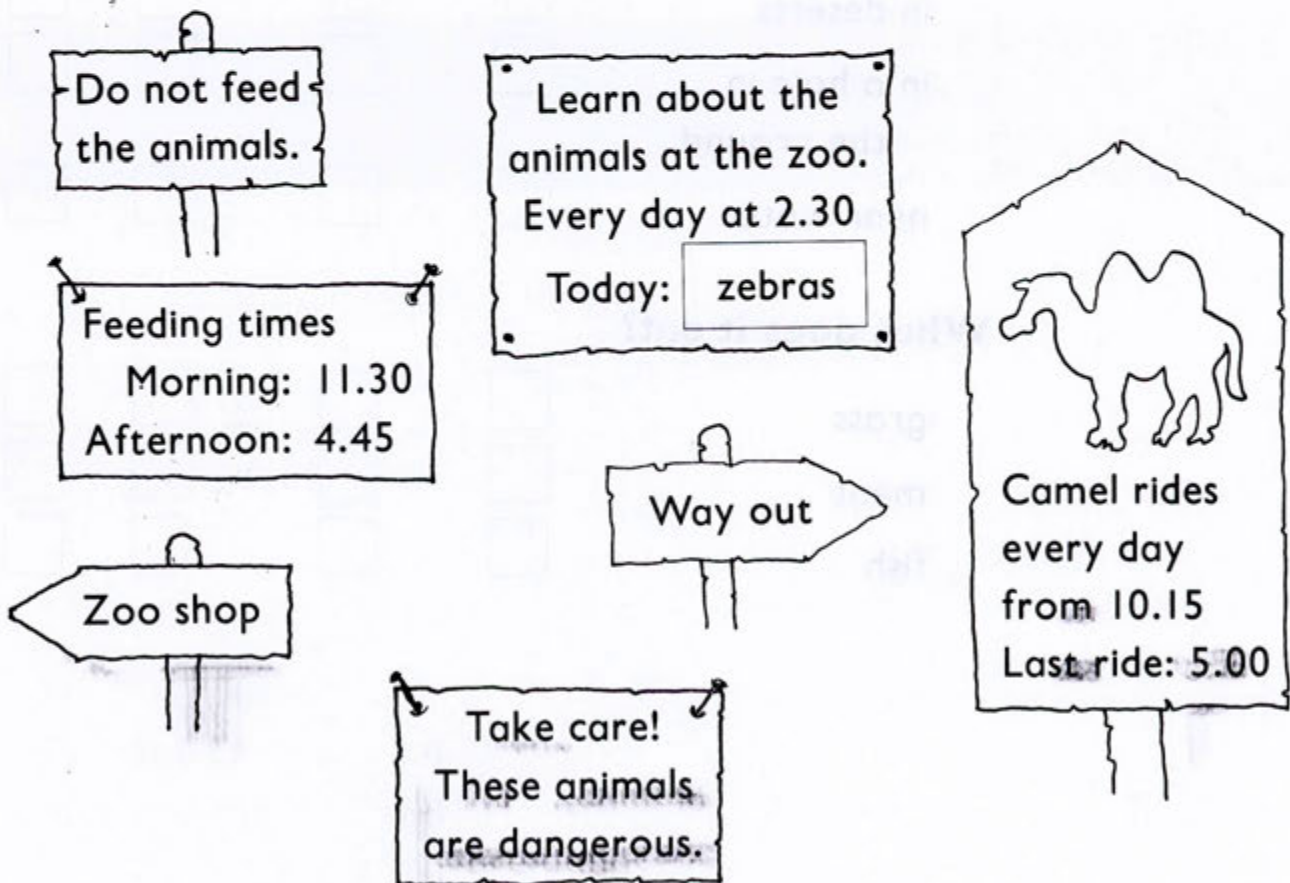 Do not feed
the animals.
Learn about the
animals at the zoo.
Every day at 2.30
Today: zebras
Feeding times
Morning: 11.30
Afternoon: 4.45
Way out
Zoo shop
Camel rides
every day
from 10.15
Last ride: 5.00
Take care!
These animals
are dangerous.